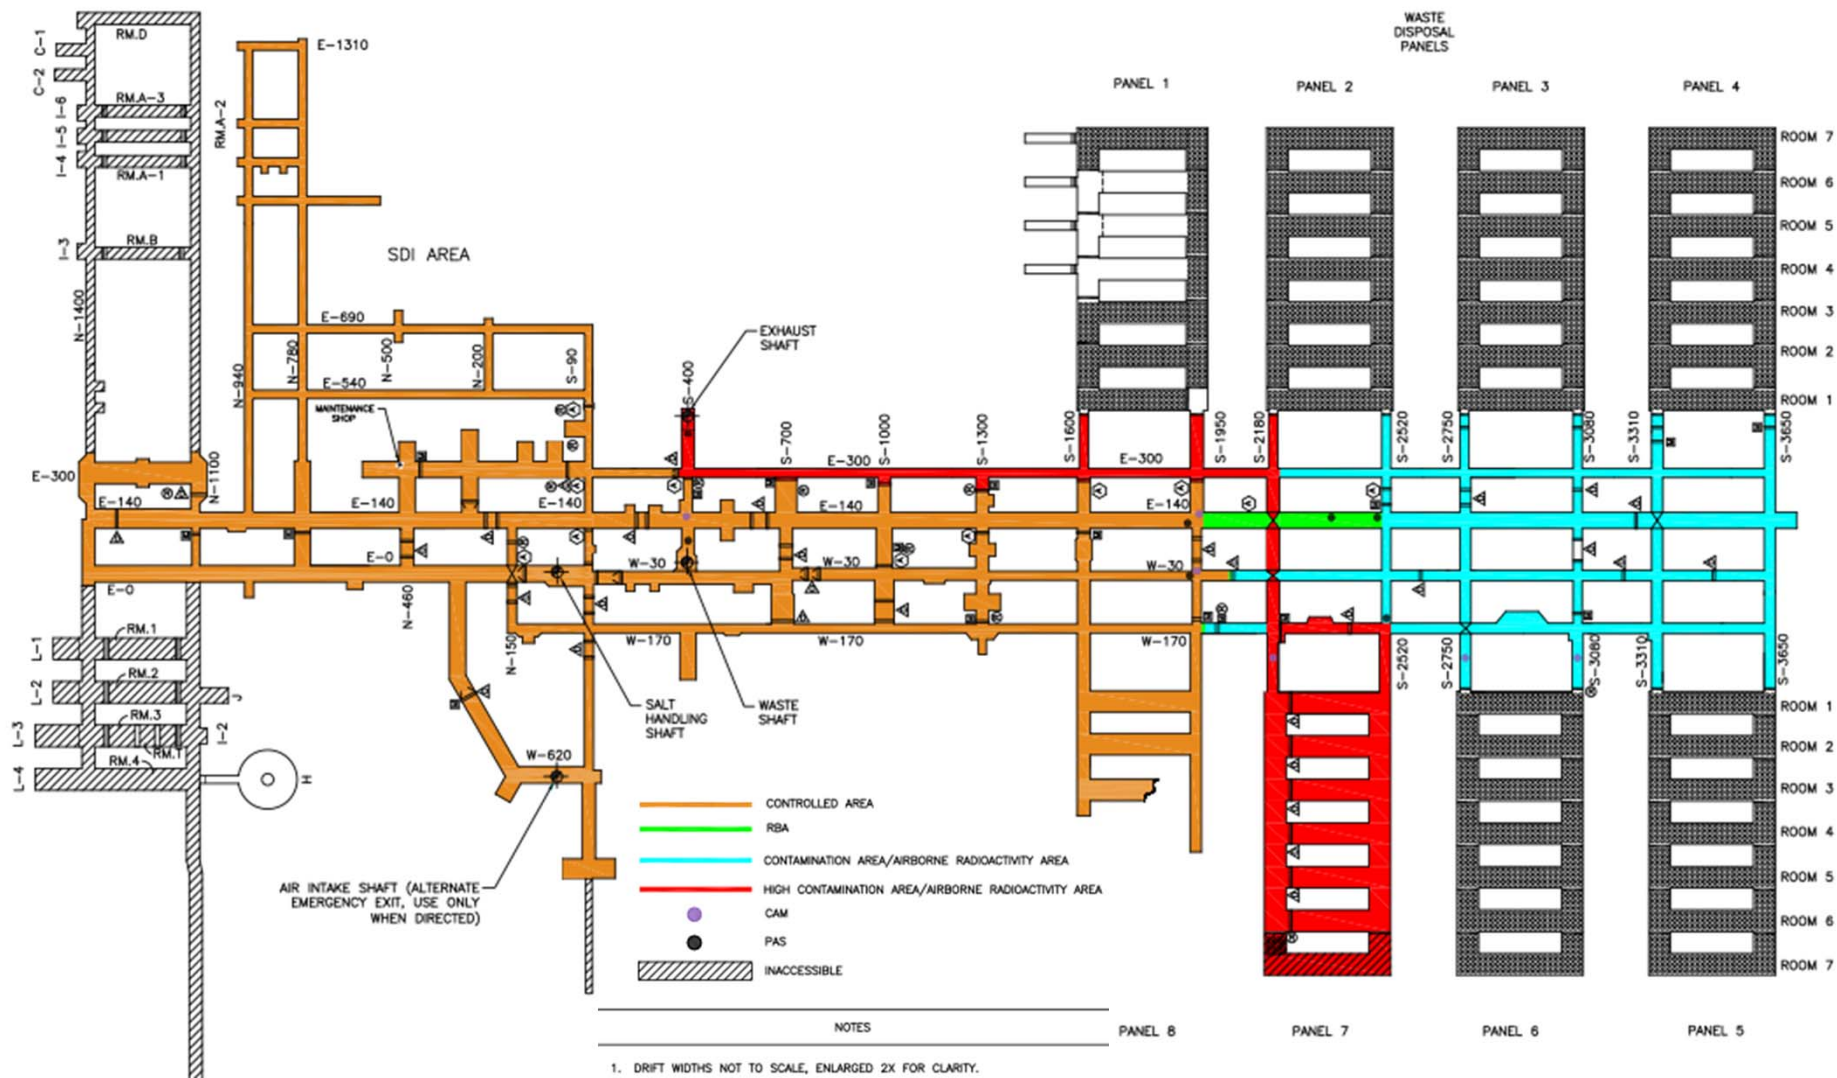 WASTE
DISPOSAL
PANELS
PANEL 1
PANEL 2
PANEL 3
PANEL 4
C-1
C-2
RM.D
E-1310
RM.A-3
I-6
I-5
I-4
RM.A-1
RM.A-2
RM.B
I-3
SDI AREA
ROOM 7
ROOM 6
ROOM 5
ROOM 4
ROOM 3
ROOM 2
ROOM 1
N-1400
E-690
N-940
N-780
N-500
N-200
S-90
E-540
MAINTENANCE
SHOP
EXHAUST
SHAFT
S-400
S-700
S-1000
S-1300
S-1600
S-1950
S-2180
S-2520
S-2750
S-3080
S-3310
S-3650
E-300
E-300
E-300
N-1100
E-140
E-140
E-140
E-140
E-140
E-0
E-0
W-30
W-30
W-30
N-460
N-150
W-170
W-170
W-170
S-2520
S-2750
S-3080
S-3310
S-3650
L-1
RM.1
L-2
RM.2
J
L-3
RM.3
RM.T
I-2
L-4
RM.4
H
SALT
HANDLING
SHAFT
WASTE
SHAFT
W-620
ROOM 1
ROOM 2
ROOM 3
ROOM 4
ROOM 5
ROOM 6
ROOM 7
AIR INTAKE SHAFT (ALTERNATE
EMERGENCY EXIT, USE ONLY
WHEN DIRECTED)
CONTROLLED AREA
RBA
CONTAMINATION AREA/AIRBORNE RADIOACTIVITY AREA
HIGH CONTAMINATION AREA/AIRBORNE RADIOACTIVITY AREA
CAM
PAS
INACCESSIBLE
NOTES
PANEL 8
PANEL 7
PANEL 6
PANEL 5
1. DRIFT WIDTHS NOT TO SCALE, ENLARGED 2X FOR CLARITY.